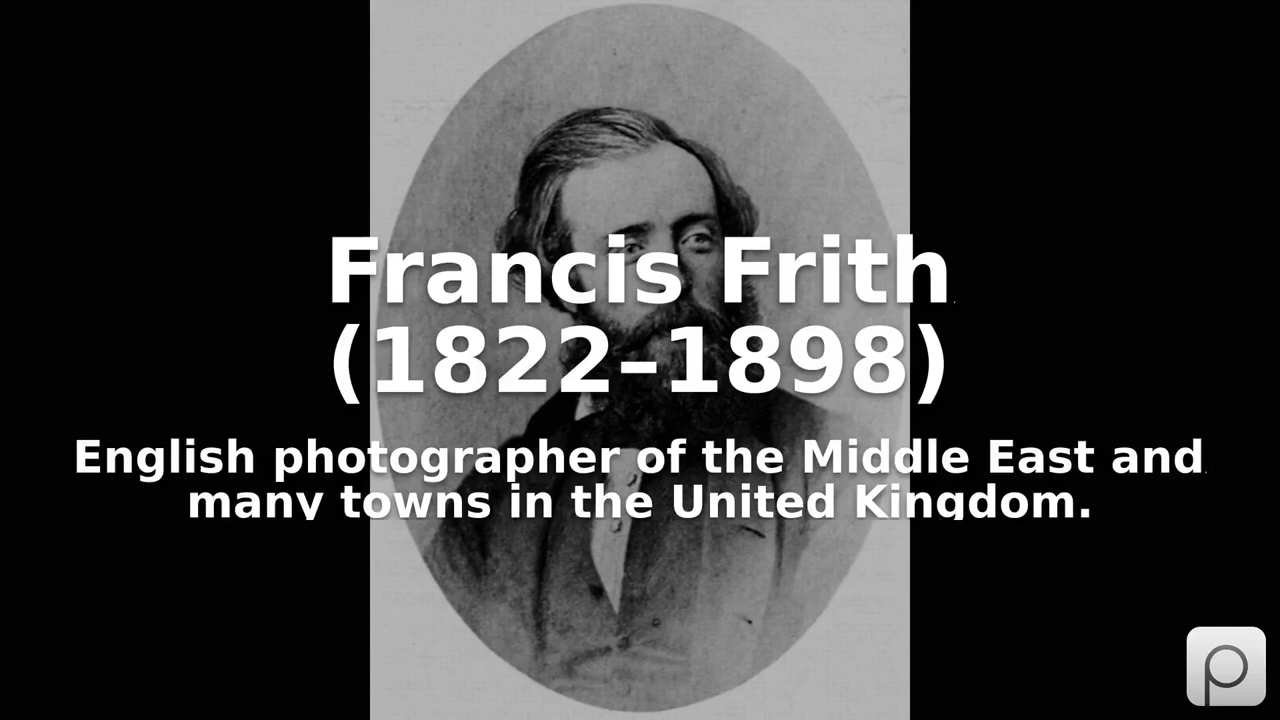 Francis Frith
(1822–1898)
English photographer of the Middle East and
many towns in the United Kingdom.
p